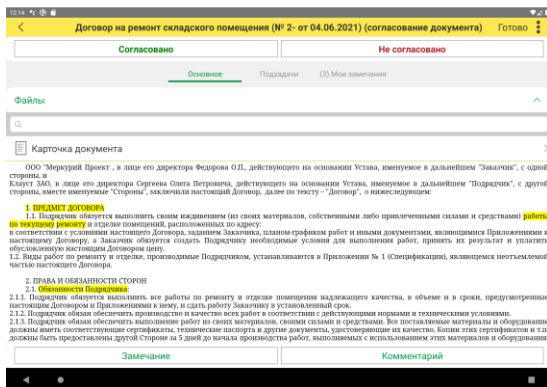 12:14
Договор на ремонт складского помещения (№ 2- от 04.06.2021) (согласование документа)
Готово
Согласовано
Не согласовано
Основное
Подзадачи
(3) Мои замечания
Файлы
Карточка документа
ООО "Меркурий Проект , в лице его директора Федорова О.П., действующего на основании Устава, именуемое в дальнейшем "Заказчик", с одной
стороны, и
Клауст ЗАО, в лице его директора Сергеева Олега Петровича, действующего на основании Устава, именуемое в дальнейшем "Подрядчик", с другой
стороны, вместе именуемые "Стороны", заключили настоящий Договор, далее по тексту - "Договор", о нижеследующем:
1. ПРЕДМЕТ ДОГОВОРА
1.1. Подрядчик обязуется выполнить своим иждивением (из своих материалов, собственными либо привлеченными силами и средствами) работы
по текущему ремонту и отделке помещений, расположенных по адресу:
в соответствии с условиями настоящего Договора, заданием Заказчика, планом-графиком работ и иными документами, являющимися Приложениями к
настоящему Договору, а Заказчик обязуется создать Подрядчику необходимые условия для выполнения работ, принять их результат и уплатить
обусловленную настоящим Договором цену.
1.2. Виды работ по ремонту и отделке, производимые Подрядчиком, устанавливаются в Приложении № 1 (Спецификации), являющемся неотъемлемой
частью настоящего Договора.
2. ПРАВА И ОБЯЗАННОСТИ СТОРОН
2.1. Обязанности Подрядчика:
2.1.1. Подрядчик обязуется выполнить все работы по ремонту и отделке помещения надлежащего качества, в объеме и в сроки, предусмотренные
настоящим Договором и Приложениями к нему, и сдать работу Заказчику в установленный срок.
2.1.2. Подрядчик обязан обеспечить производство и качество всех работ в соответствии с действующими нормами и техническими условиями.
2.1.3. Подрядчик обязан обеспечить выполнение работ из своих материалов, своими силами и средствами. Все поставляемые материалы и оборудование
должны иметь соответствующие сертификаты, технические паспорта и другие документы, удостоверяющие их качество. Копии этих сертификатов и т.п.
должны быть предоставлены другой Стороне за 5 дней до начала производства работ, выполняемых с использованием этих материалов и оборудования
Замечание
Комментарий